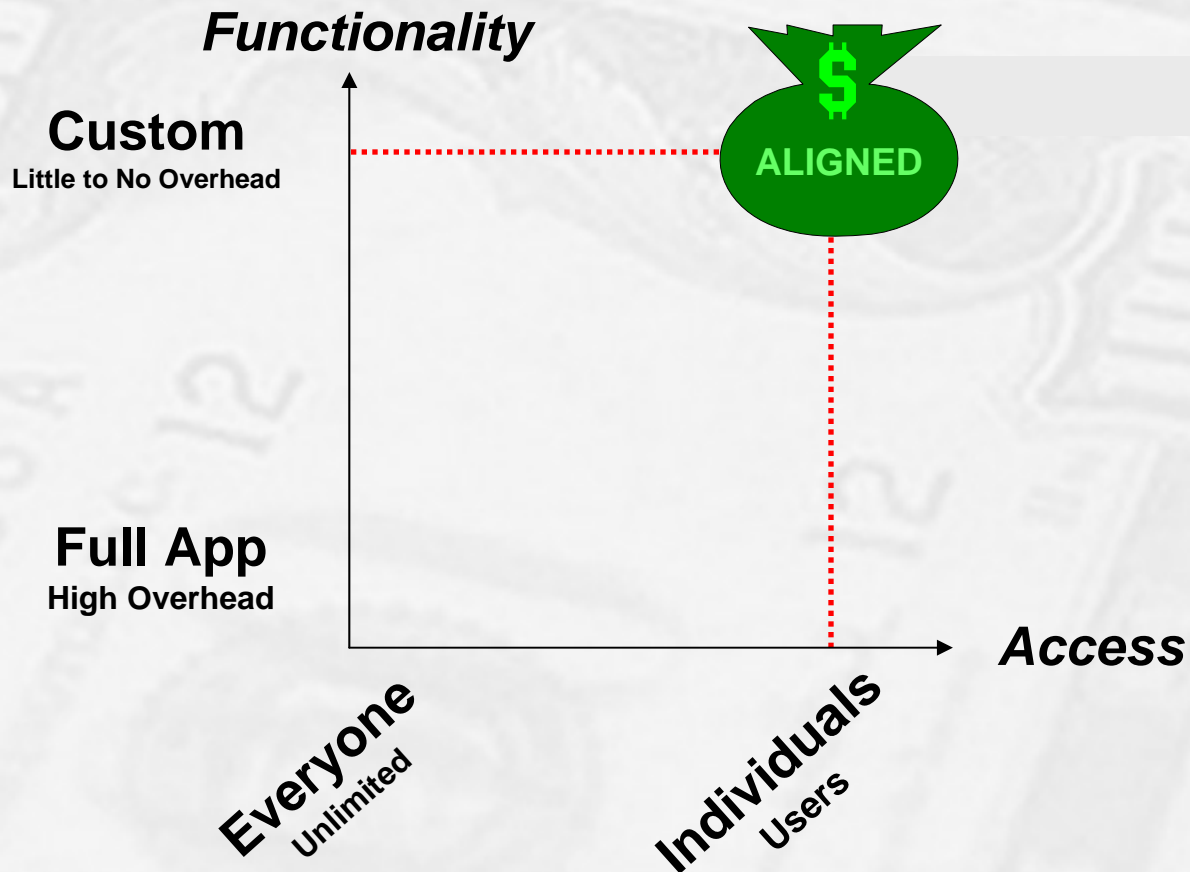 Functionality
$
Custom
Little to No Overhead
ALIGNED
Full App
High Overhead
Access
Everyone
Unlimited
Individuals
Users